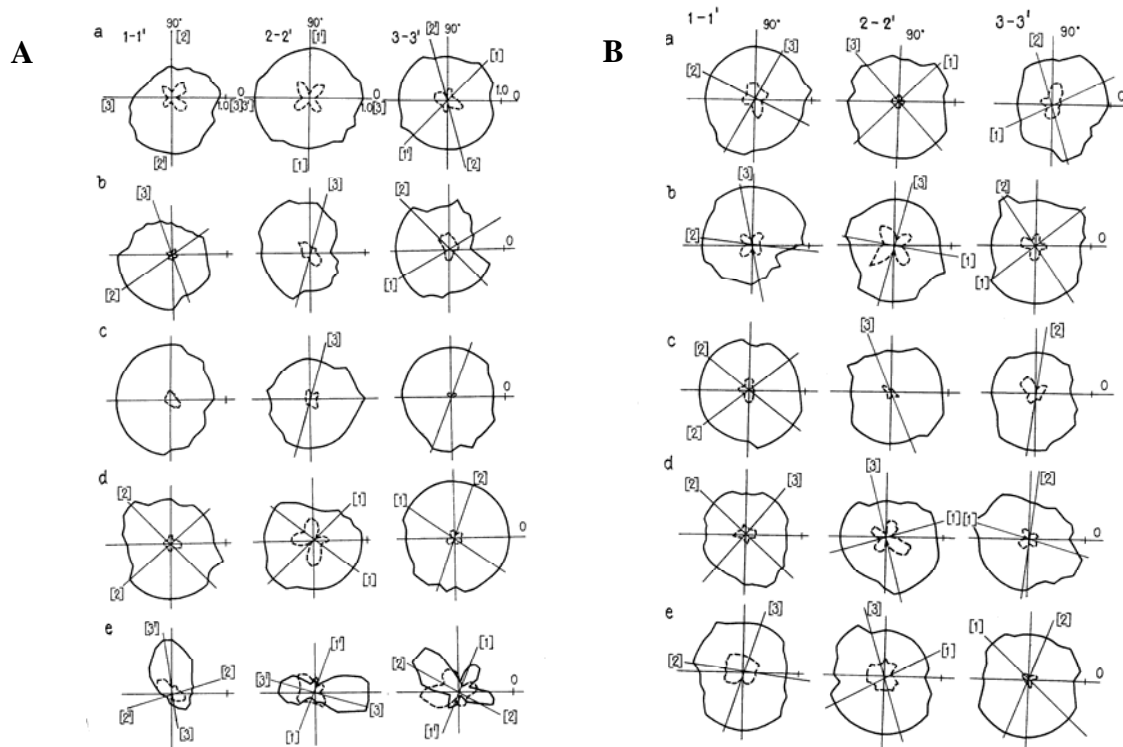 A
a 1-1' 90° [2] 2-2' 90° [1'] 3-3' [2'] 90° [1]
[3] 0 1.0 [3] [3'] 0 1.0 [3] 1.0 0
[2'] [1] [1'] [2]
b [3] [3] [2] 0
[2] [1]
c [3] 0
d [2] [1] [1] [2] 0
[2] [1]
e [3'] [2] [1'] [3'] [2] [1] 0
[2'] [3] [1] [3] [1'] [2]
B
a 1-1' 90° [3] 2-2' 90° [3] [1] 3-3' 90° [2]
[2] 0
[1]
b [3] [3] [2] 0
[2] [1] [1]
c [2] [3] [2] 0
[2]
d [2] [3] [3] [1] [1] [2] 0
e [3] [3] [1] [1] [2] 0
[2]